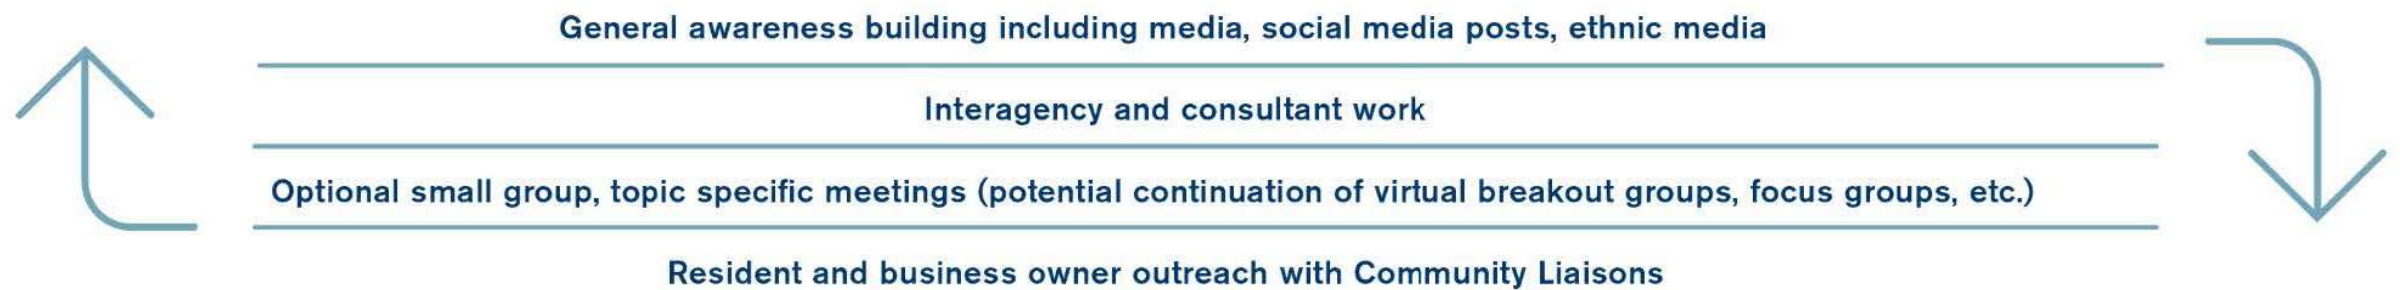 General awareness building including media, social media posts, ethnic media
Interagency and consultant work
Optional small group, topic specific meetings (potential continuation of virtual breakout groups, focus groups, etc.)
Resident and business owner outreach with Community Liaisons